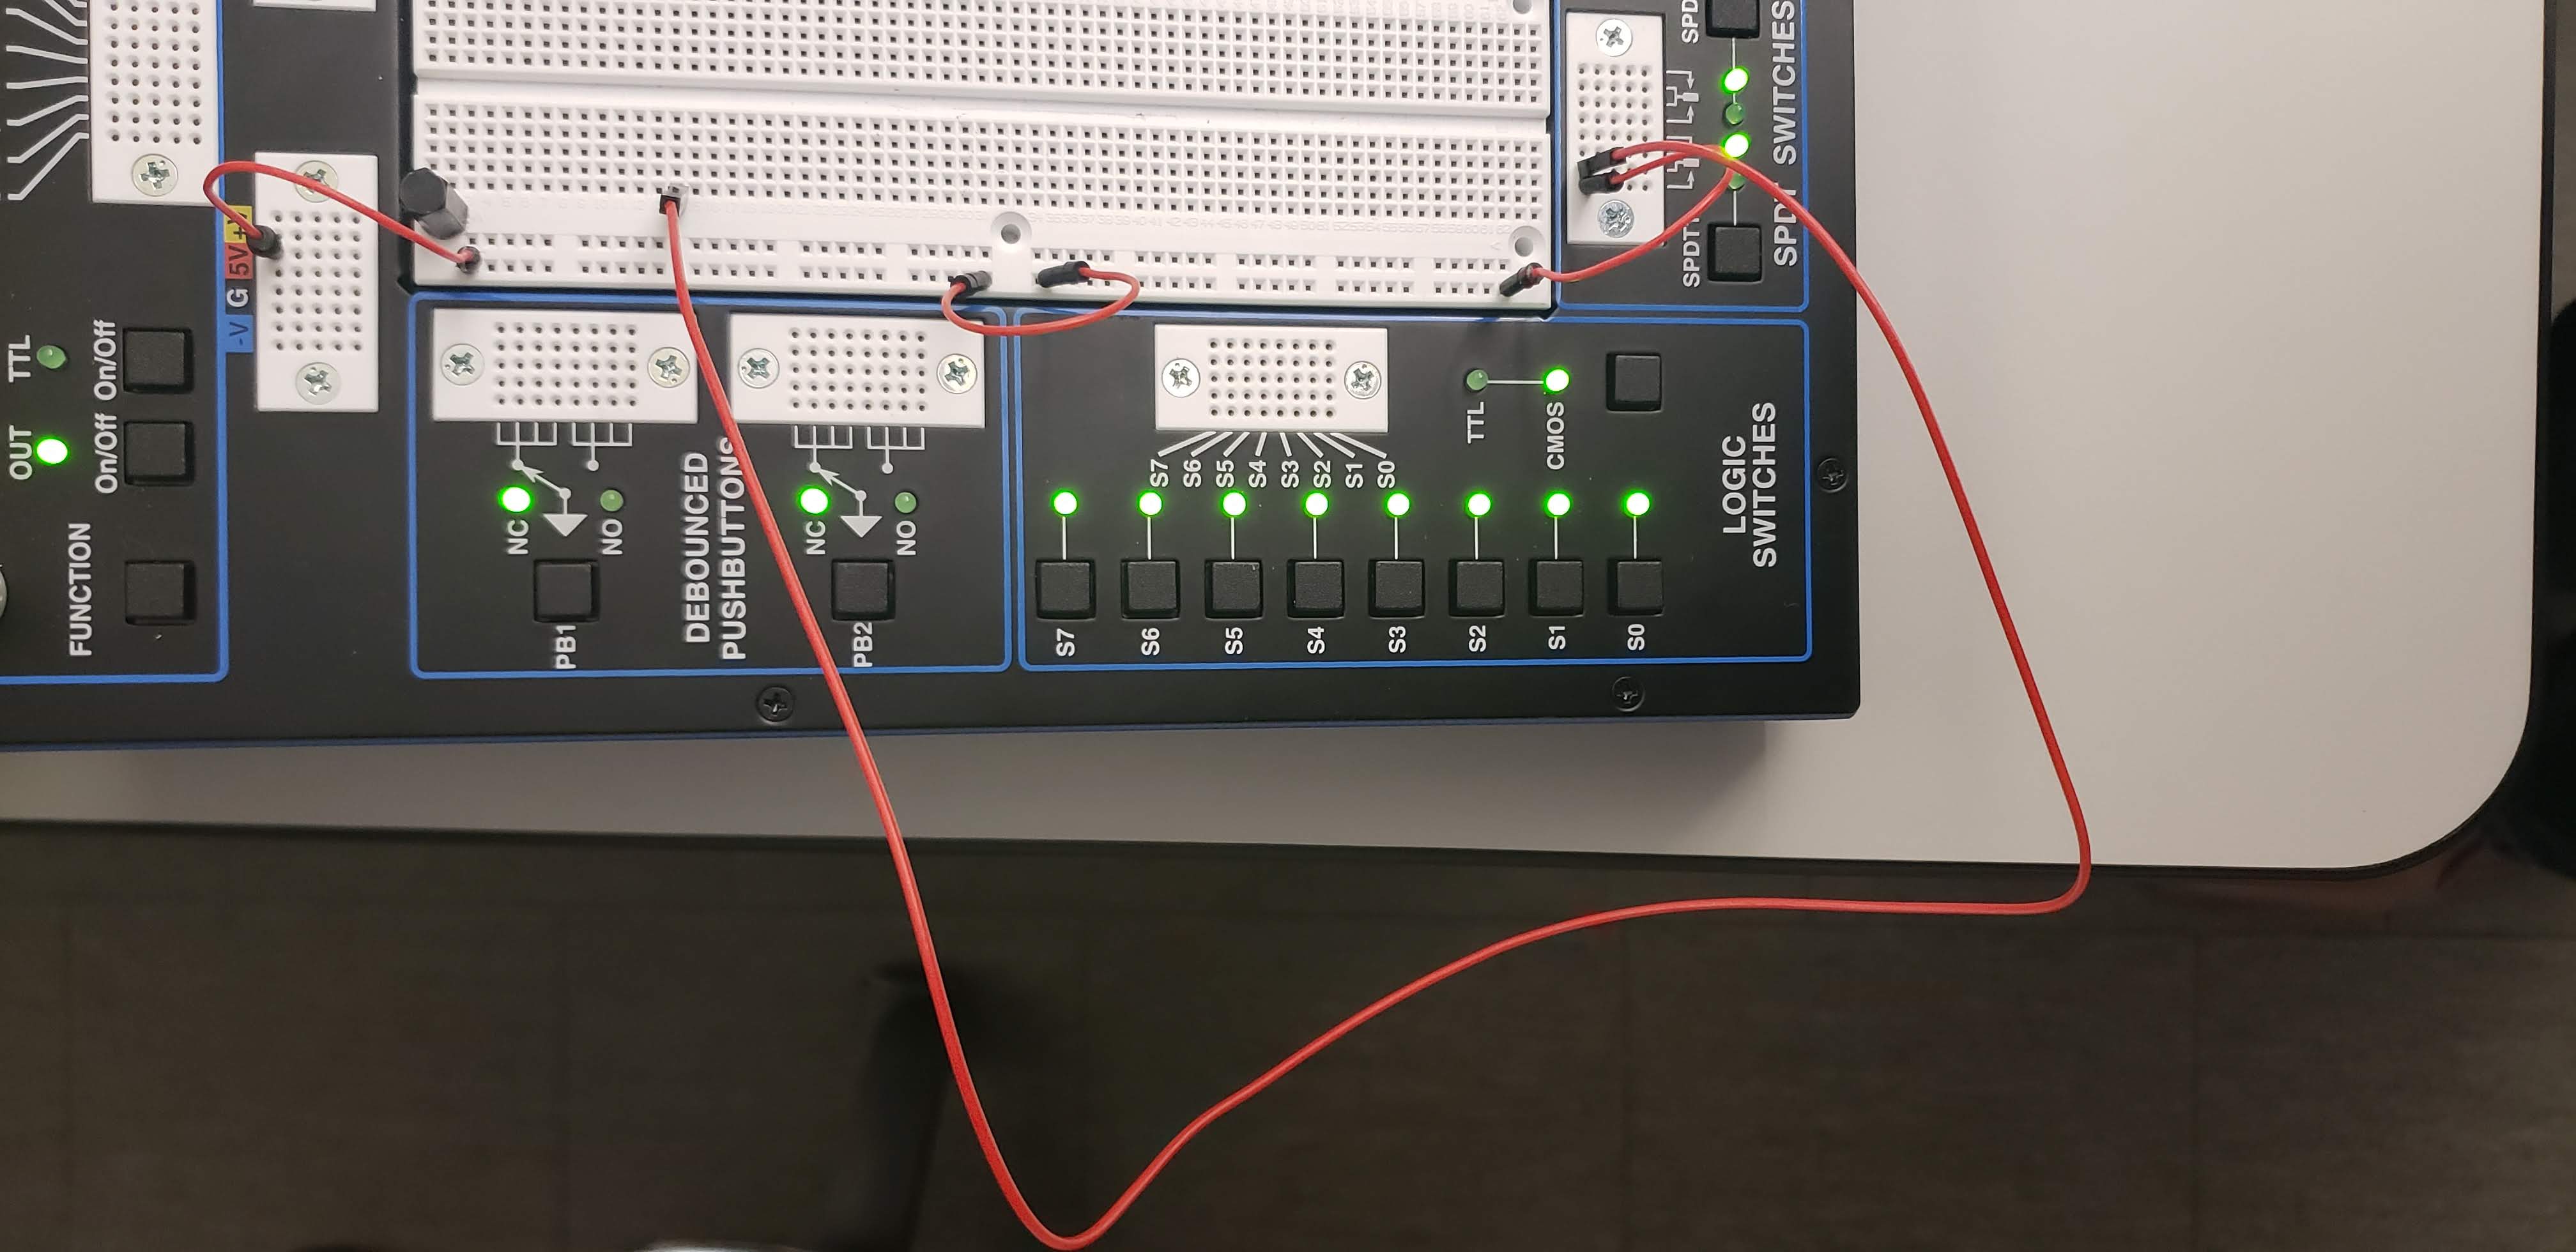 OUT TTL
FUNCTION
On/Off On/Off
-V G 5V +V
NC
PB1
NO
DEBOUNCED
PUSHBUTTONS
NC
PB2
NO
S7
S6
S5
S4
S3
S2
S1
S0
S7
S6
S5
S4
S3
S2
S1
S0
TTL
CMOS
LOGIC
SWITCHES
SPDT1
SPD
SPDT SWITCHES